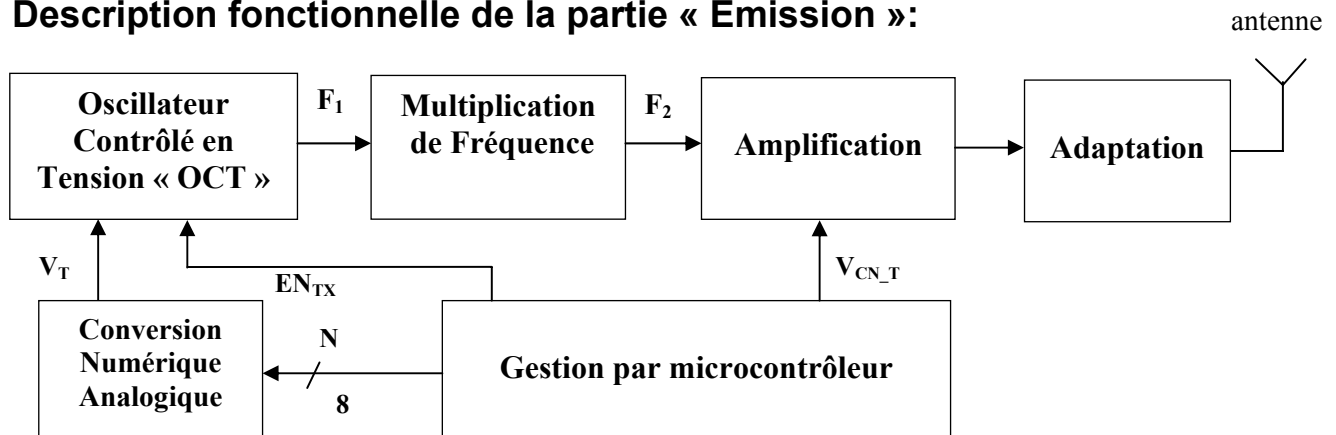 Description fonctionnelle de la partie « Emission »:
antenne
Oscillateur
Contrôlé en
Tension « OCT »
F1
Multiplication
de Fréquence
F2
Amplification
Adaptation
VT
ENTX
VCN_T
Conversion
Numérique
Analogique
N
8
Gestion par microcontrôleur